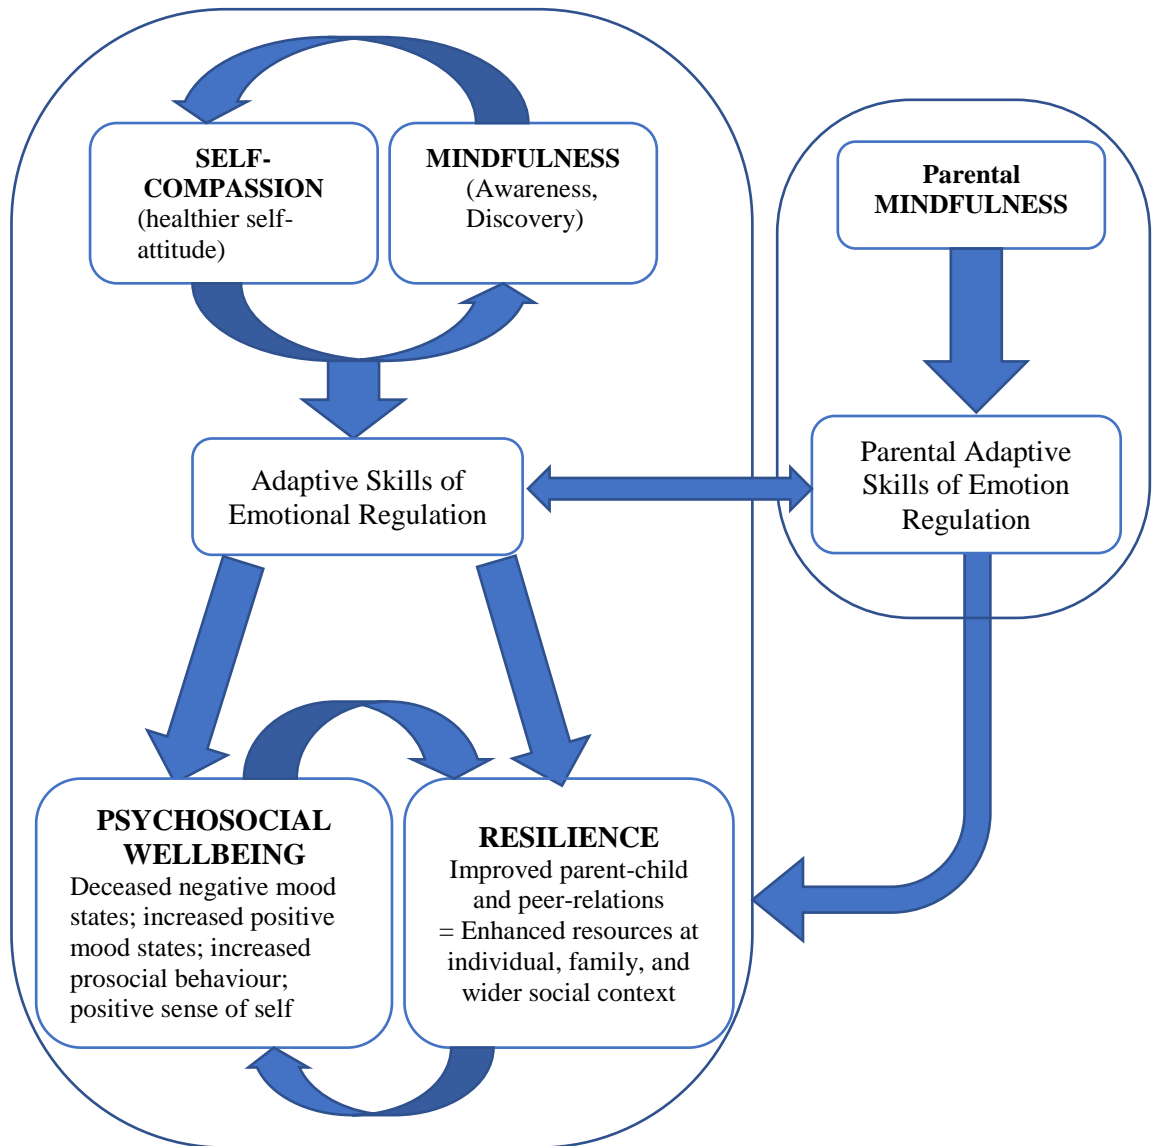 SELF-
COMPASSION
(healthier self-
attitude)
MINDFULNESS
(Awareness,
Discovery)
Parental
MINDFULNESS
Adaptive Skills of
Emotional Regulation
Parental Adaptive
Skills of Emotion
Regulation
PSYCHOSOCIAL
WELLBEING
Deceased negative mood
states; increased positive
mood states; increased
prosocial behaviour;
positive sense of self
RESILIENCE
Improved parent-child
and peer-relations
= Enhanced resources at
individual, family, and
wider social context